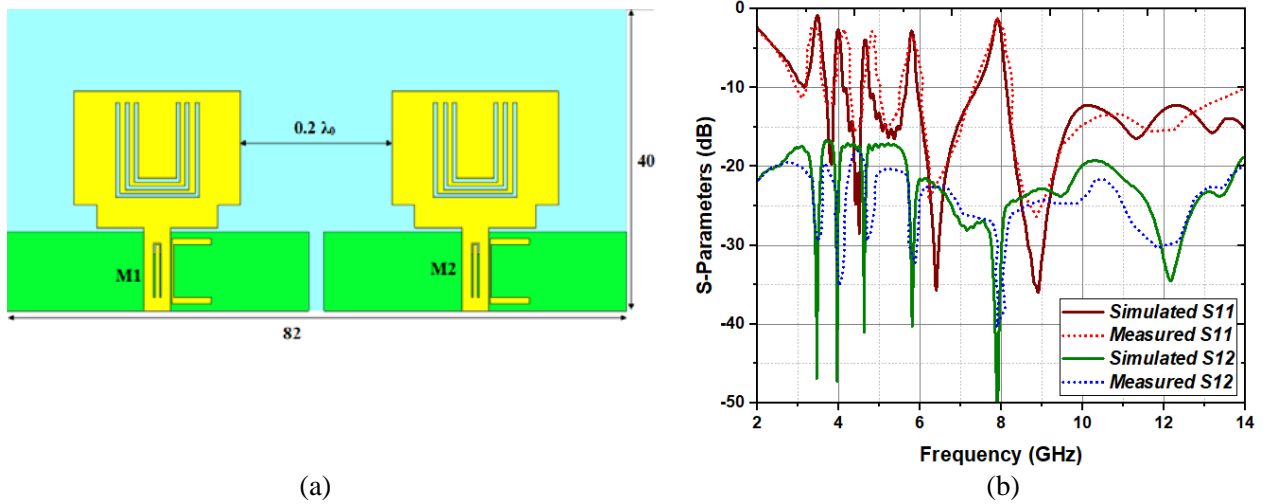 0.2 λ₀
40
M1
M2
82
(a)
S-Parameters (dB)
0
-10
-20
-30
-40
-50
Simulated S11
Measured S11
Simulated S12
Measured S12
2 4 6 8 10 12 14
Frequency (GHz)
(b)